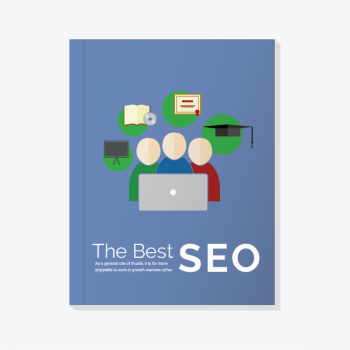 The Best SEO
As a general rule of thumb, it is far more
enjoyable to work in growth markets rather